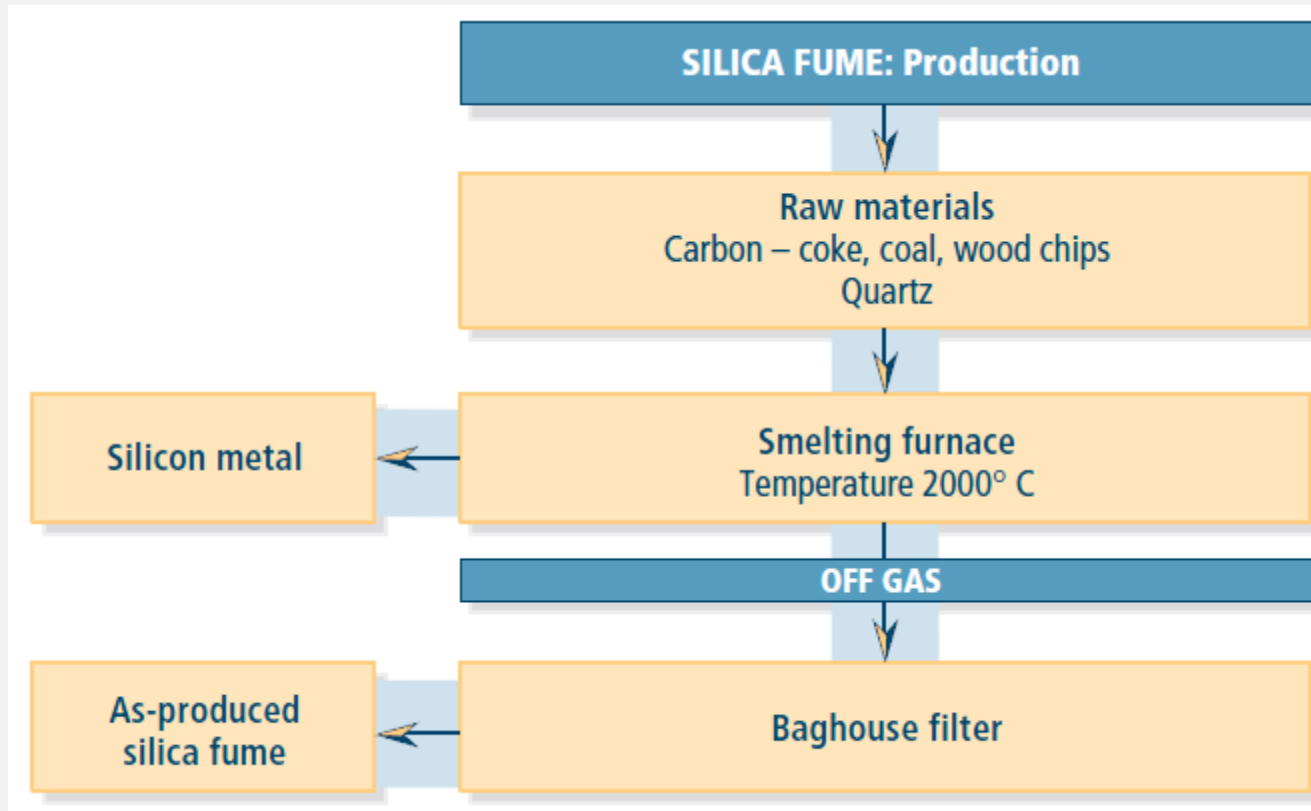 SILICA FUME: Production
Raw materials
Carbon – coke, coal, wood chips
Quartz
Silicon metal
Smelting furnace
Temperature 2000° C
OFF GAS
As-produced
silica fume
Baghouse filter